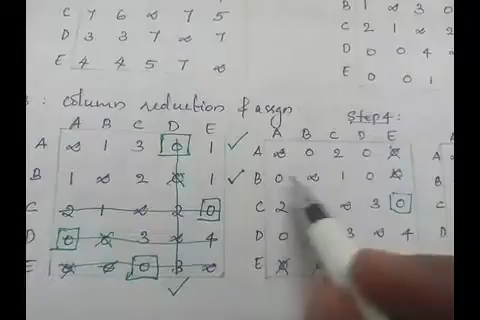 C 7 6 ∞ 7 5
D 3 3 7 ∞ 7
E 4 4 5 7 ∞
B 1 ∞ 3 0
C 2 1 ∞ 2
D 0 0 4
E 0 0 1
: column reduction & assign
A B C D E
A ∞ 1 3 0 1 ✓
B 1 ∞ 2 0 1 ✓
C 2 1 ∞ 2 0
D 0 0 3 ∞ 4
E 0 0 0 3 ∞
✓
Step 4:
A B C D E
A ∞ 0 2 0 0
B 0 ∞ 1 0 0
C 2 ∞ 3 0
D 0 3 ∞ 4
E 0
A
B
C
D